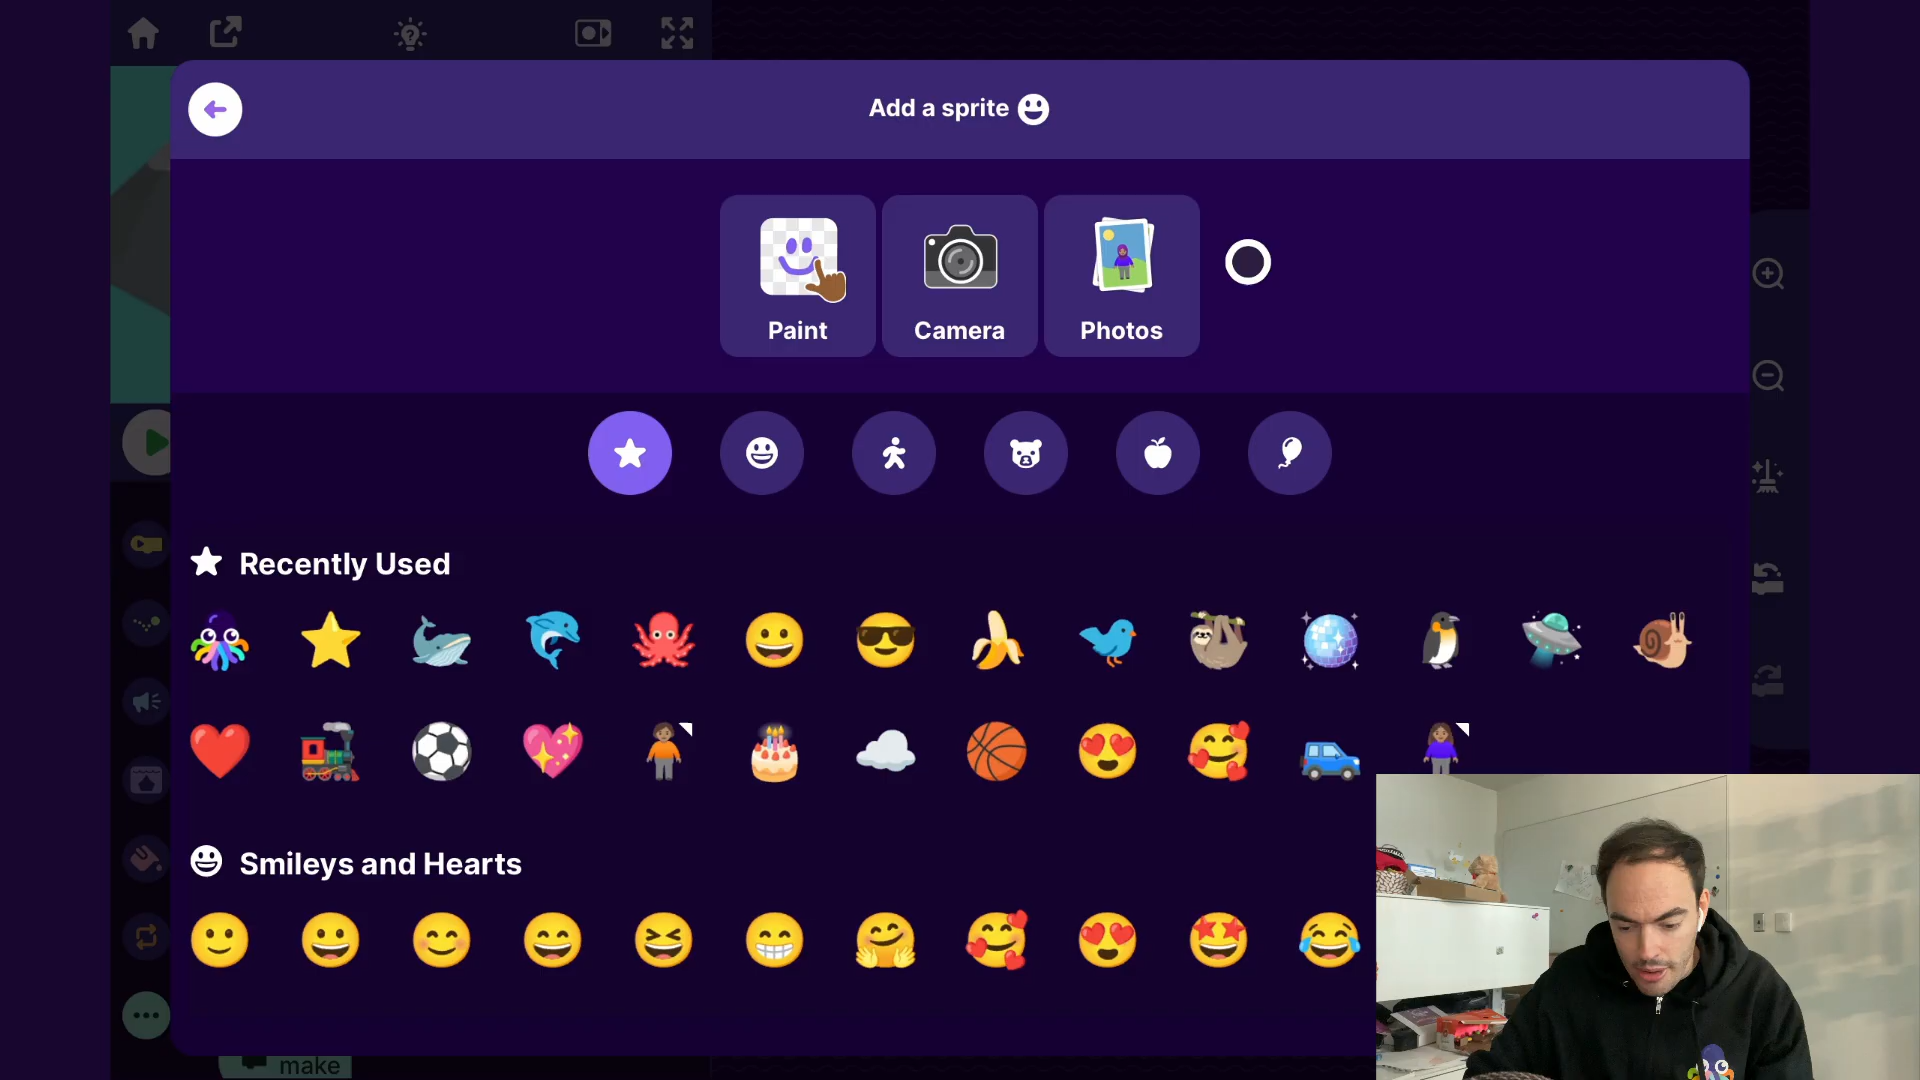 Add a sprite
Paint
Camera
Photos
Recently Used
Smileys and Hearts
make